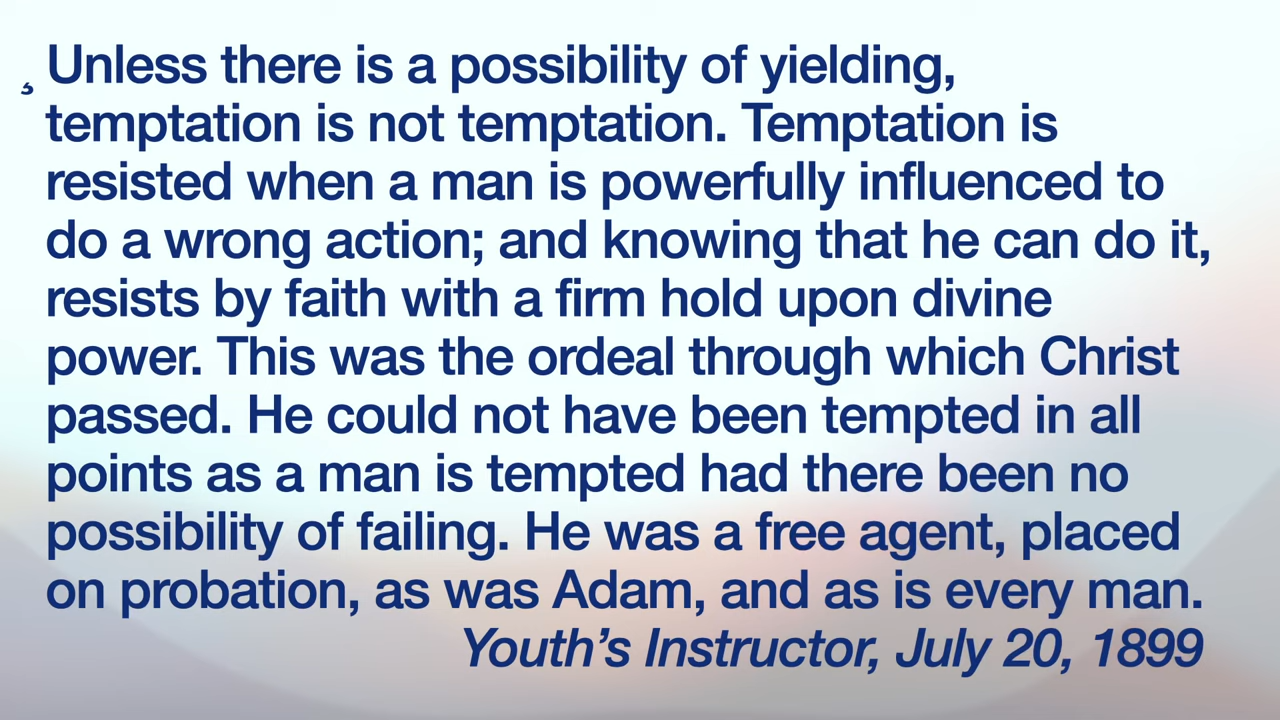 Unless there is a possibility of yielding,
temptation is not temptation. Temptation is
resisted when a man is powerfully influenced to
do a wrong action; and knowing that he can do it,
resists by faith with a firm hold upon divine
power. This was the ordeal through which Christ
passed. He could not have been tempted in all
points as a man is tempted had there been no
possibility of failing. He was a free agent, placed
on probation, as was Adam, and as is every man.
Youth’s Instructor, July 20, 1899